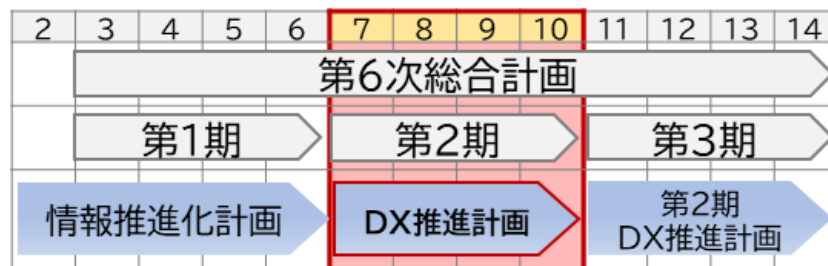 2 3 4 5 6 7 8 9 10 11 12 13 14
第6次総合計画
第1期 第2期 第3期
情報推進化計画 DX推進計画 第2期
DX推進計画